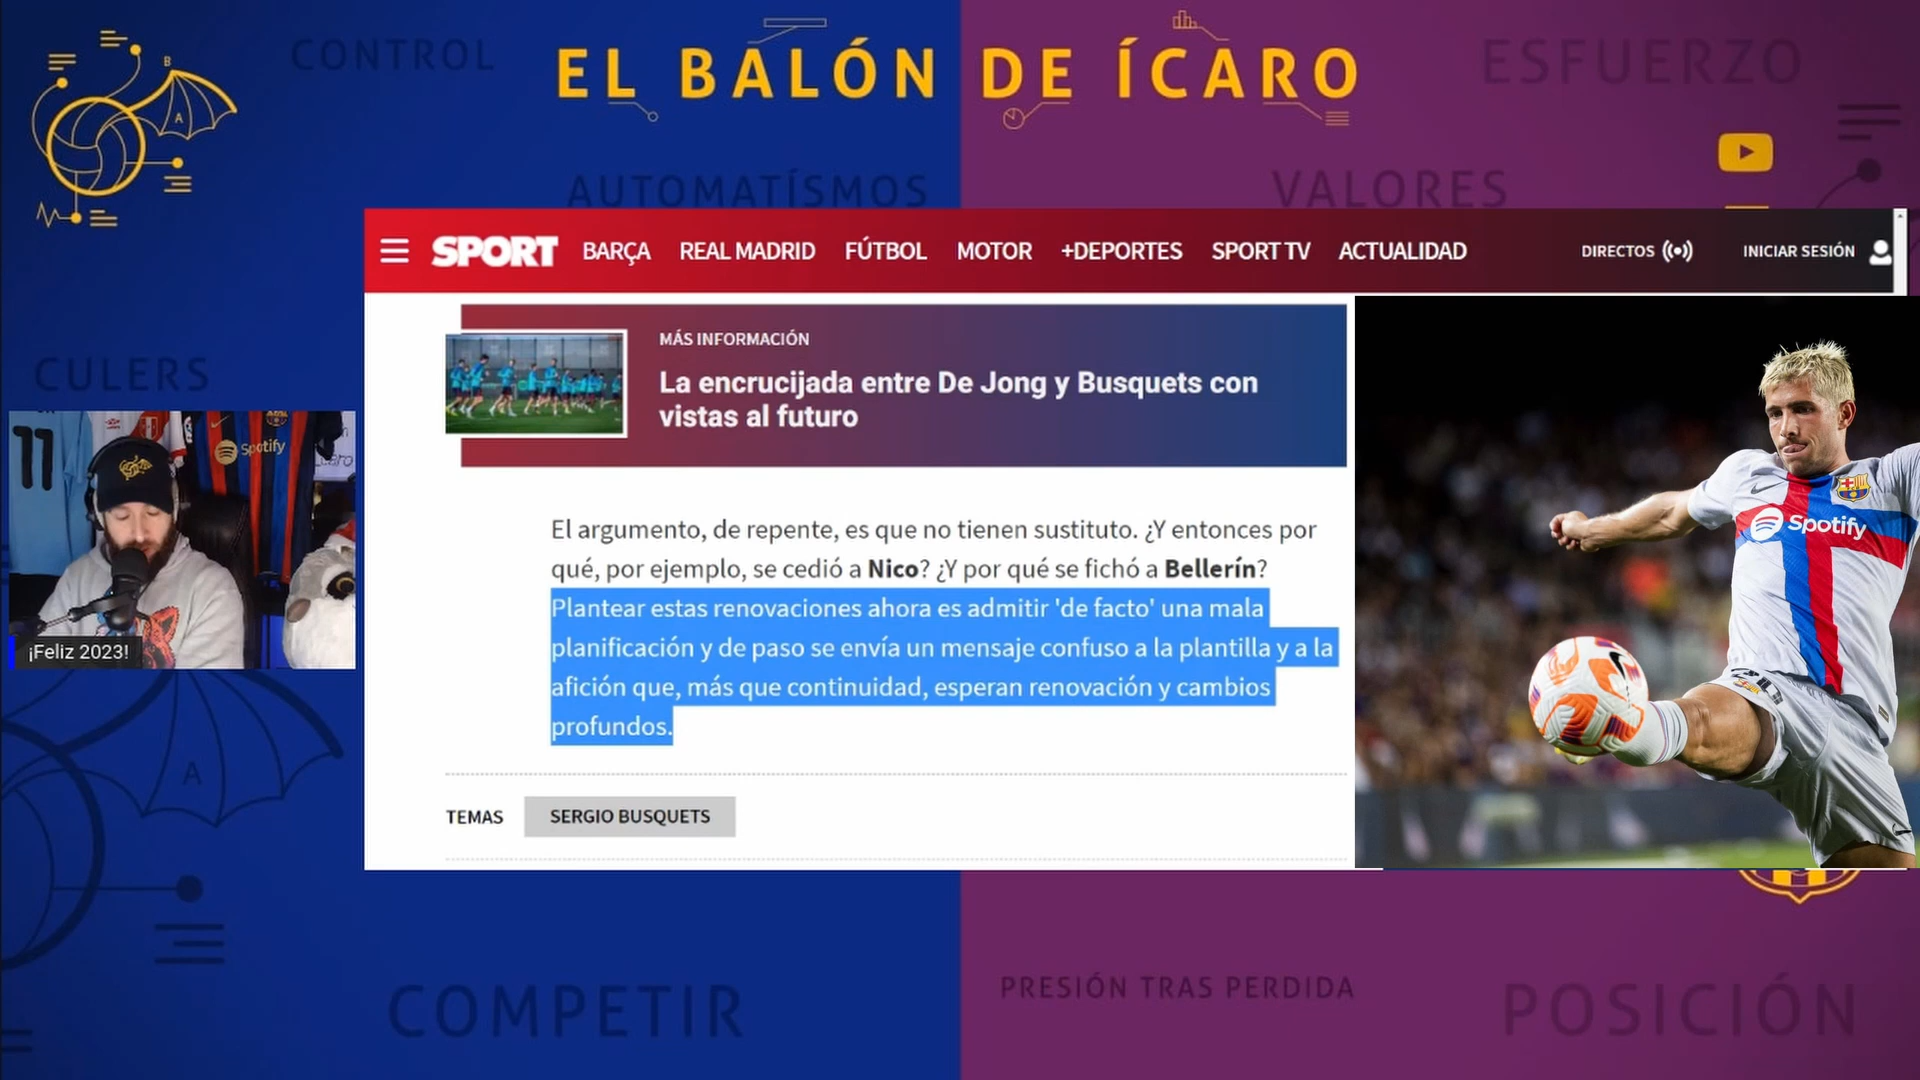 CONTROL
EL BALÓN DE ÍCARO
ESFUERZO
B
A
AUTOMATÍSMOS
VALORES
SPORT BARÇA REAL MADRID FÚTBOL MOTOR +DEPORTES SPORT TV ACTUALIDAD DIRECTOS INICIAR SESIÓN
MÁS INFORMACIÓN
La encrucijada entre De Jong y Busquets con
vistas al futuro
CULERS
11
Spotify
¡Feliz 2023!
El argumento, de repente, es que no tienen sustituto. ¿Y entonces por
qué, por ejemplo, se cedió a Nico? ¿Y por qué se fichó a Bellerín?
Plantear estas renovaciones ahora es admitir 'de facto' una mala
planificación y de paso se envía un mensaje confuso a la plantilla y a la
afición que, más que continuidad, esperan renovación y cambios
profundos.
Spotify
TEMAS SERGIO BUSQUETS
A
COMPETIR
PRESIÓN TRAS PERDIDA
POSICIÓN